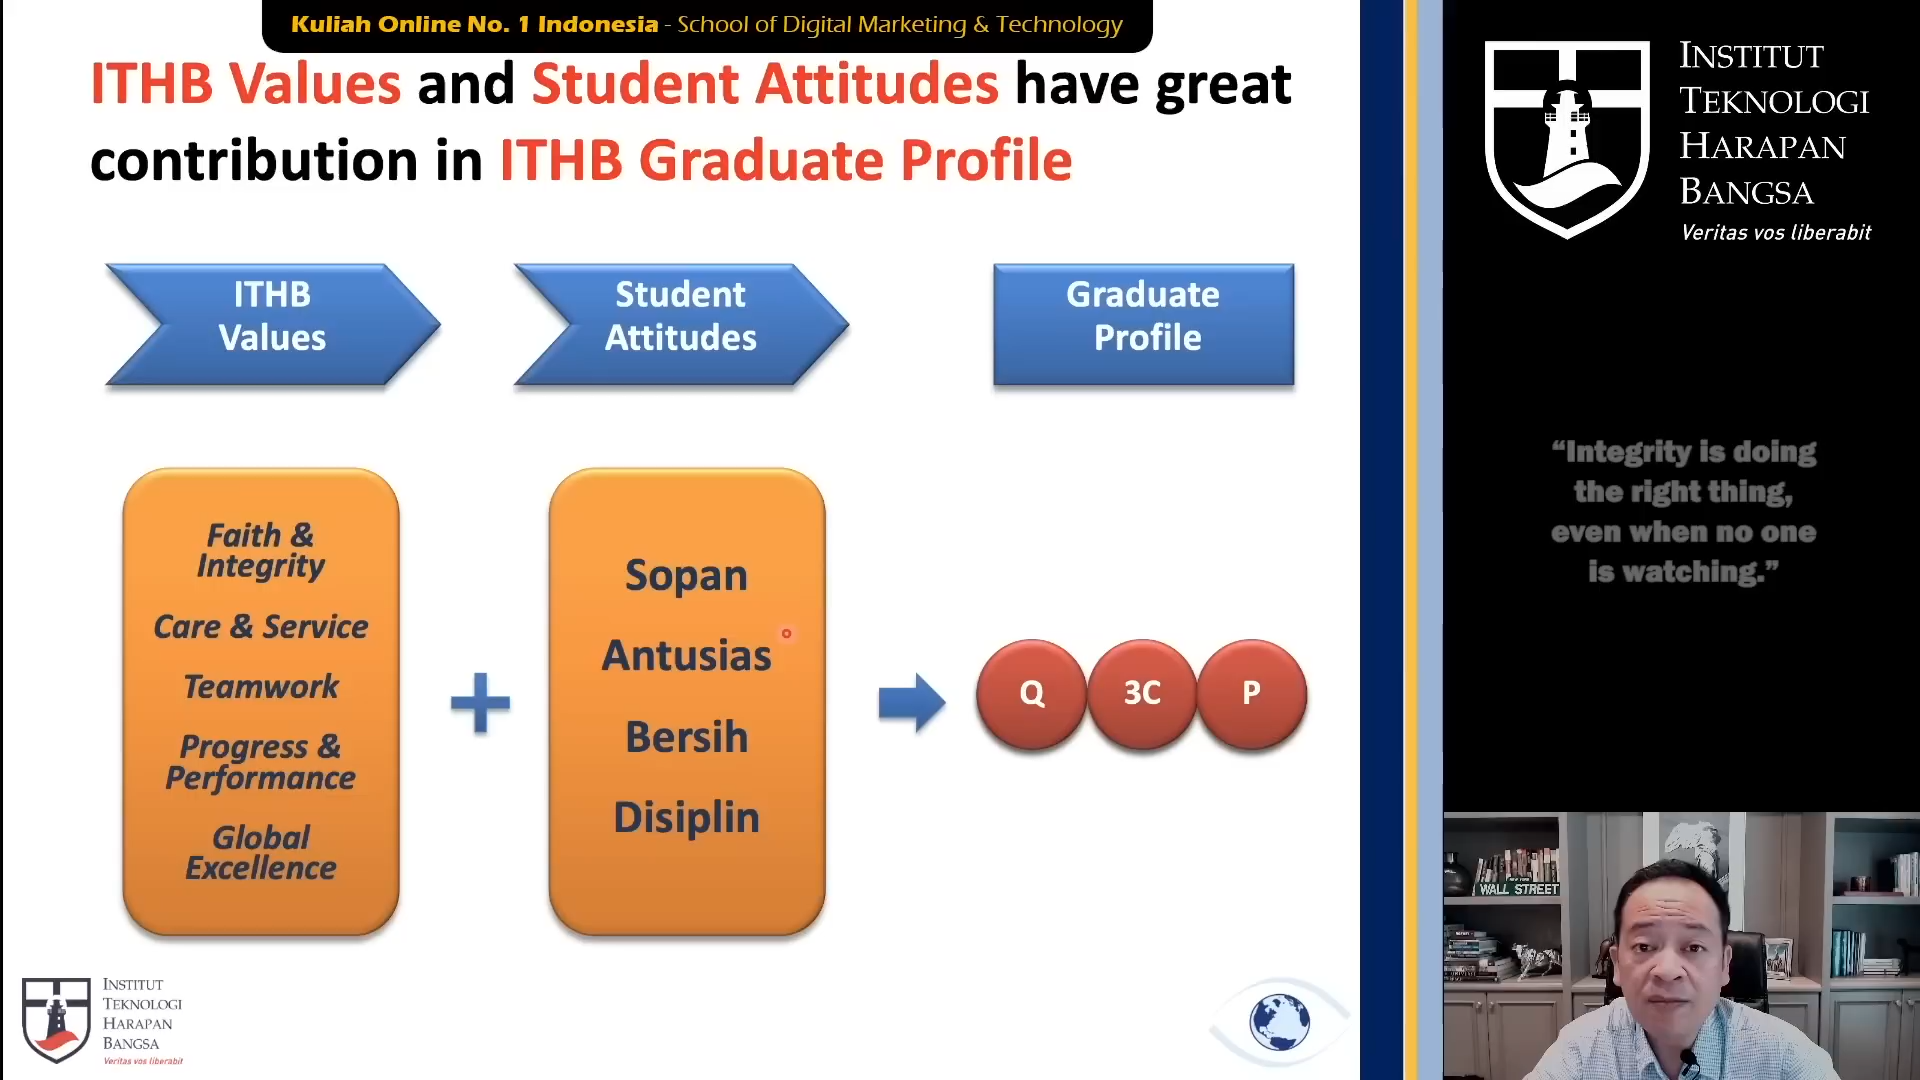 Kuliah Online No. 1 Indonesia - School of Digital Marketing & Technology
ITHB Values and Student Attitudes have great
contribution in ITHB Graduate Profile
ITHB
Values
Student
Attitudes
Graduate
Profile
Faith &
Integrity
Care & Service
Teamwork
Progress &
Performance
Global
Excellence
Sopan
Antusias
Bersih
Disiplin
Q
3C
P
INSTITUT
TEKNOLOGI
HARAPAN
BANGSA
Veritas vos liberabit
INSTITUT
TEKNOLOGI
HARAPAN
BANGSA
Veritas vos liberabit
“Integrity is doing
the right thing,
even when no one
is watching.”
WALL STREET